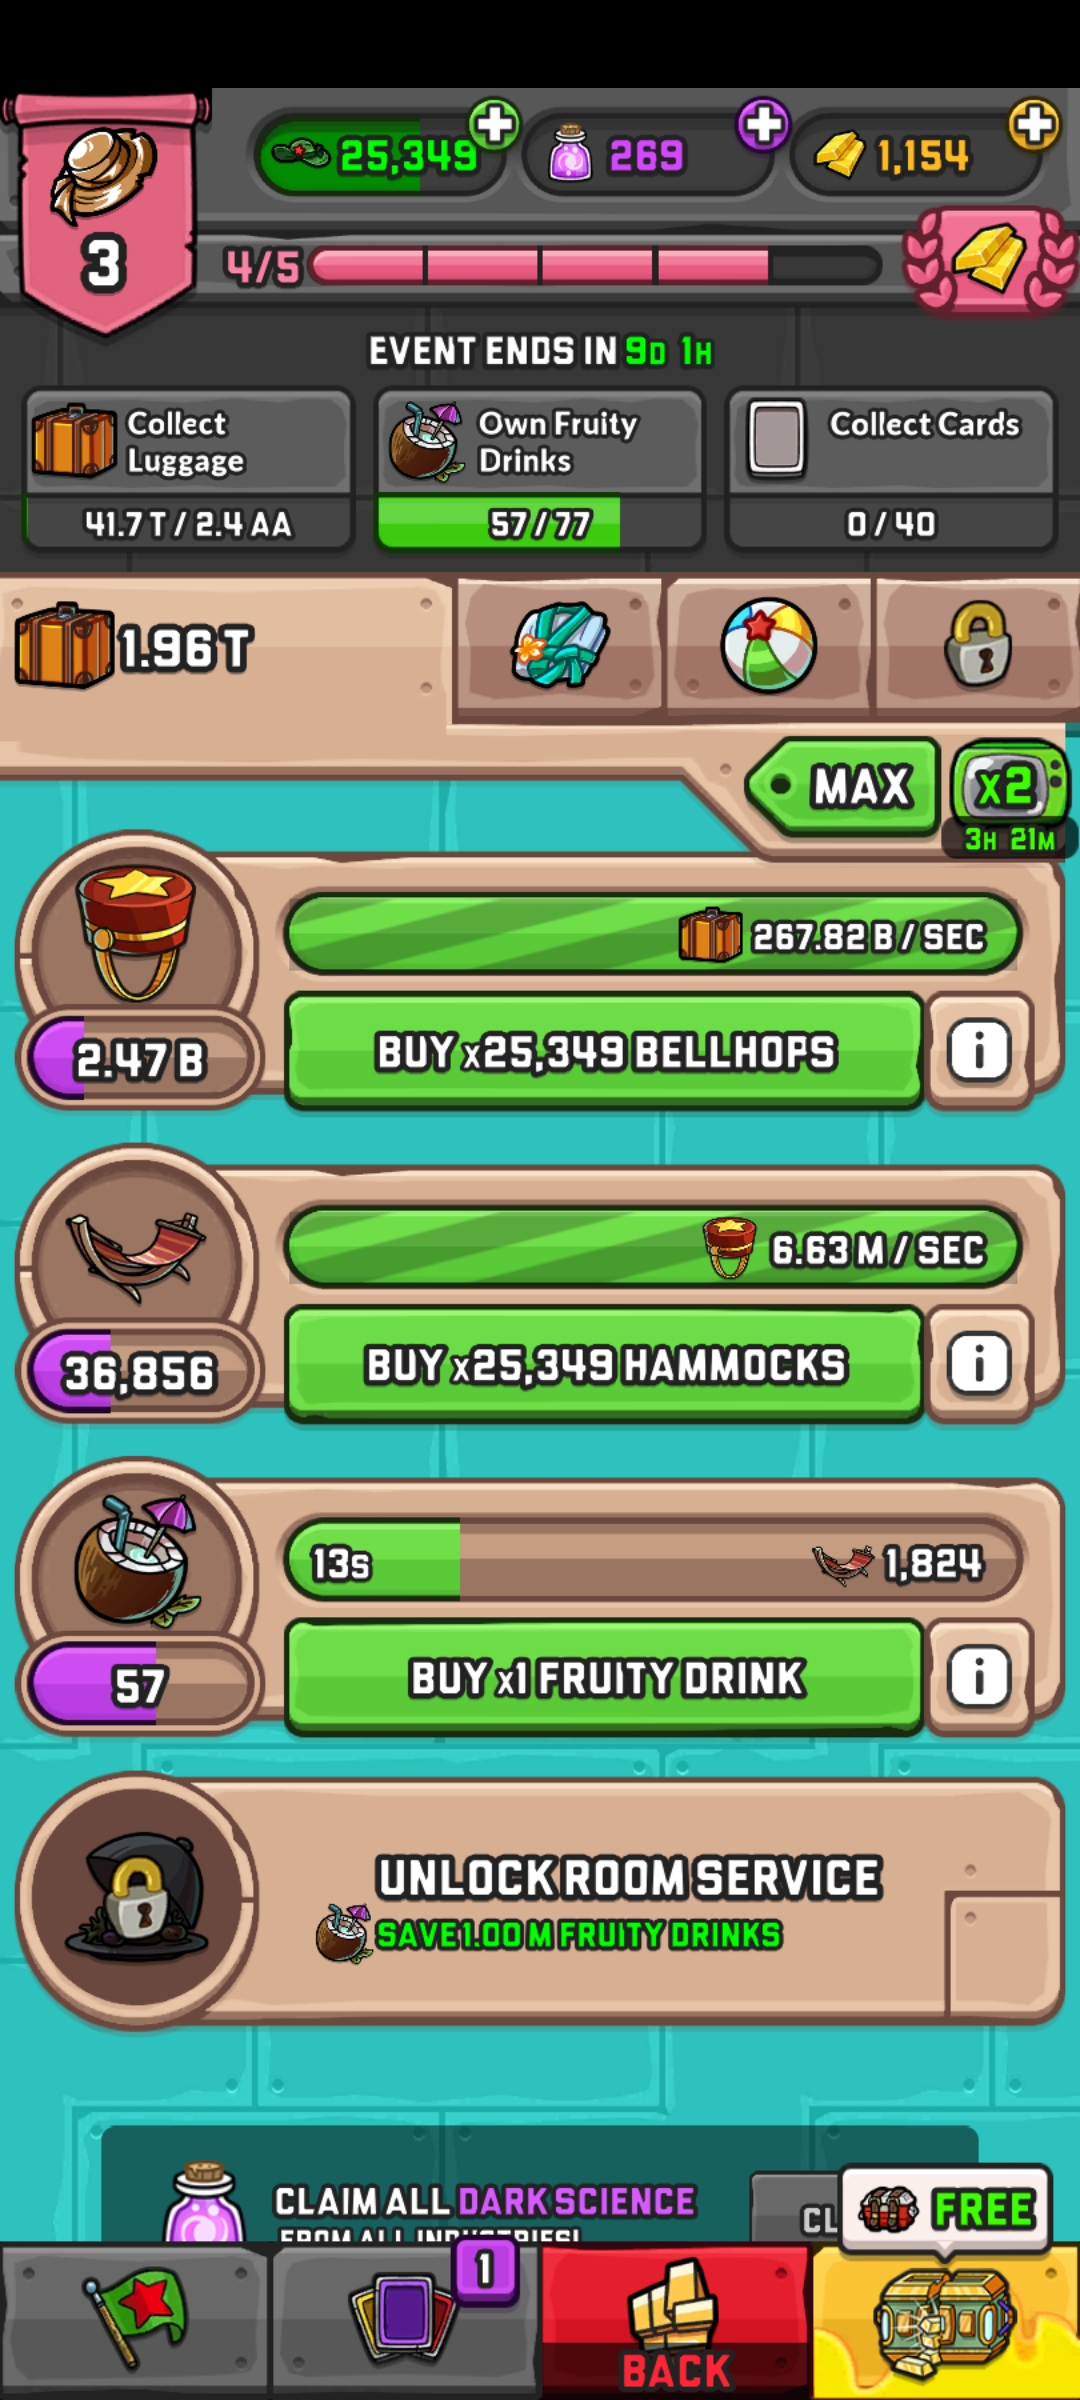 25,349
269
1,154
3
4/5
EVENT ENDS IN 9D 1H
Collect
Luggage
41.7 T / 2.4 AA
Own Fruity
Drinks
57 / 77
Collect Cards
0 / 40
1.96 T
MAX
x2
3H 21M
267.82 B / SEC
2.47 B
BUY x25,349 BELLHOPS
i
6.63 M / SEC
36,856
BUY x25,349 HAMMOCKS
i
13s
1,824
57
BUY x1 FRUITY DRINK
i
UNLOCK ROOM SERVICE
SAVE 1.00 M FRUITY DRINKS
CLAIM ALL DARK SCIENCE
FROM ALL INDUSTRIES!
CL
FREE
1
BACK